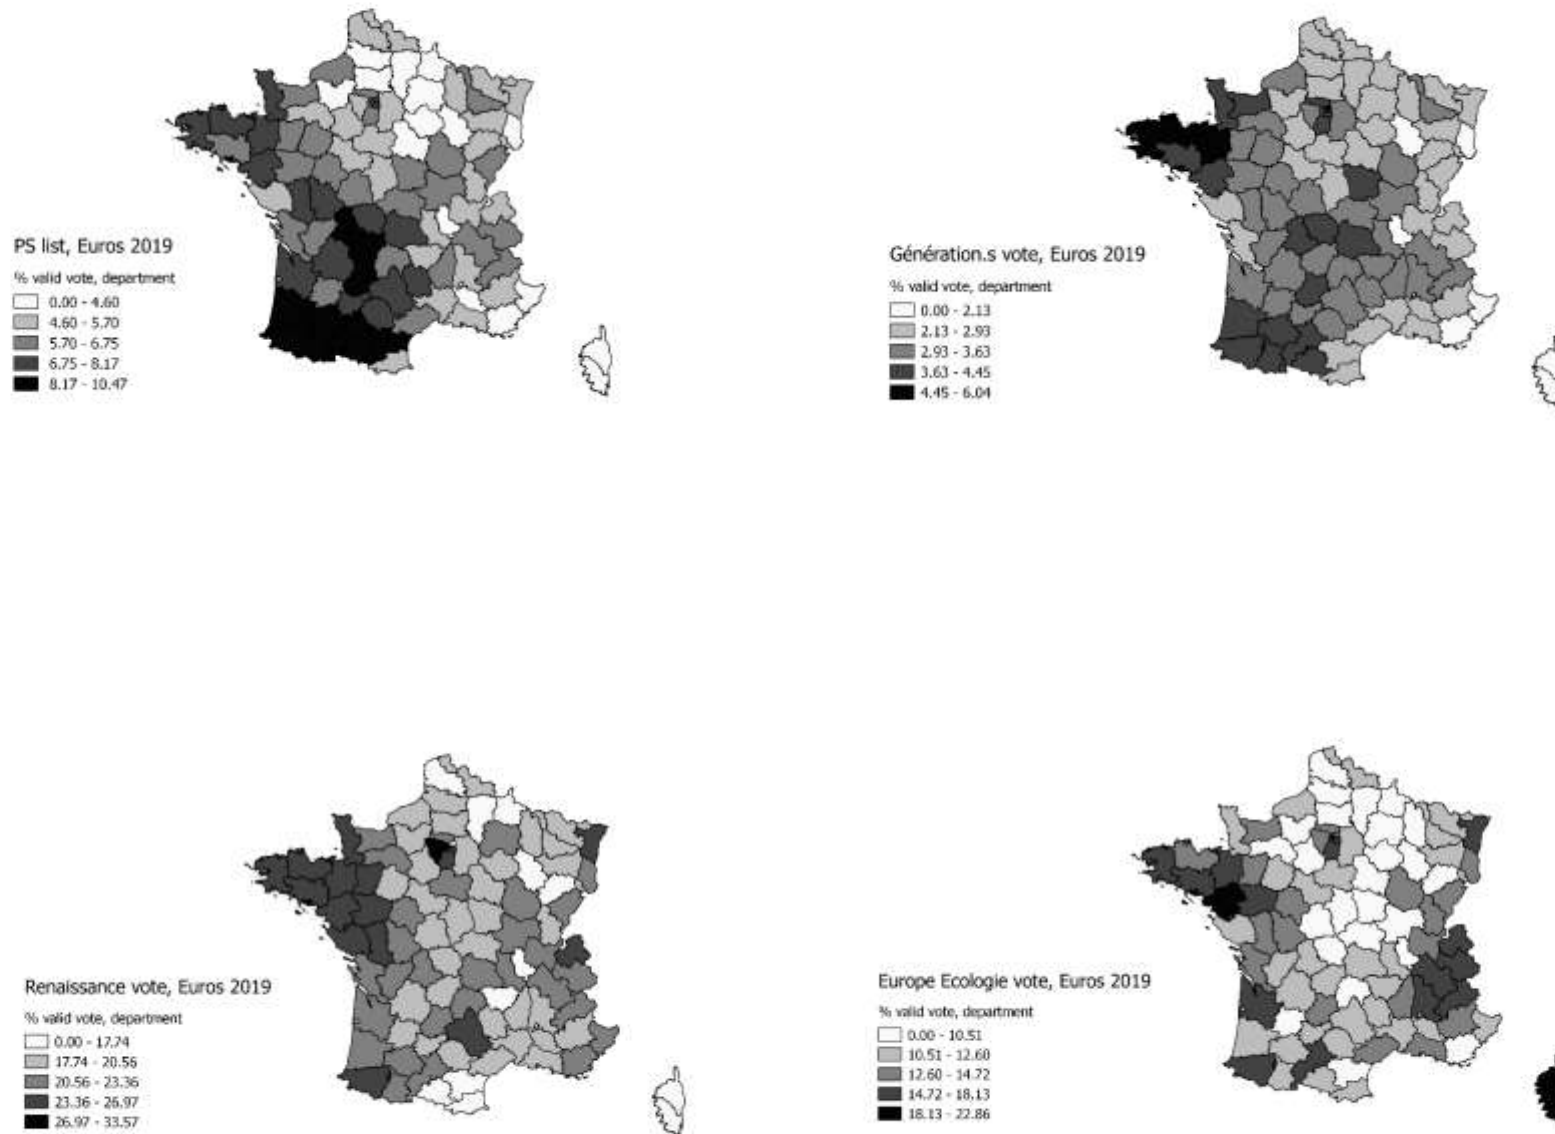 PS list, Euros 2019
% valid vote, department
0.00 - 4.60
4.60 - 5.70
5.70 - 6.75
6.75 - 8.17
8.17 - 10.47
Génération.s vote, Euros 2019
% valid vote, department
0.00 - 2.13
2.13 - 2.93
2.93 - 3.63
3.63 - 4.45
4.45 - 6.04
Renaissance vote, Euros 2019
% valid vote, department
0.00 - 17.74
17.74 - 20.56
20.56 - 23.36
23.36 - 26.97
26.97 - 33.57
Europe Ecologie vote, Euros 2019
% valid vote, department
0.00 - 10.51
10.51 - 12.60
12.60 - 14.72
14.72 - 18.13
18.13 - 22.86